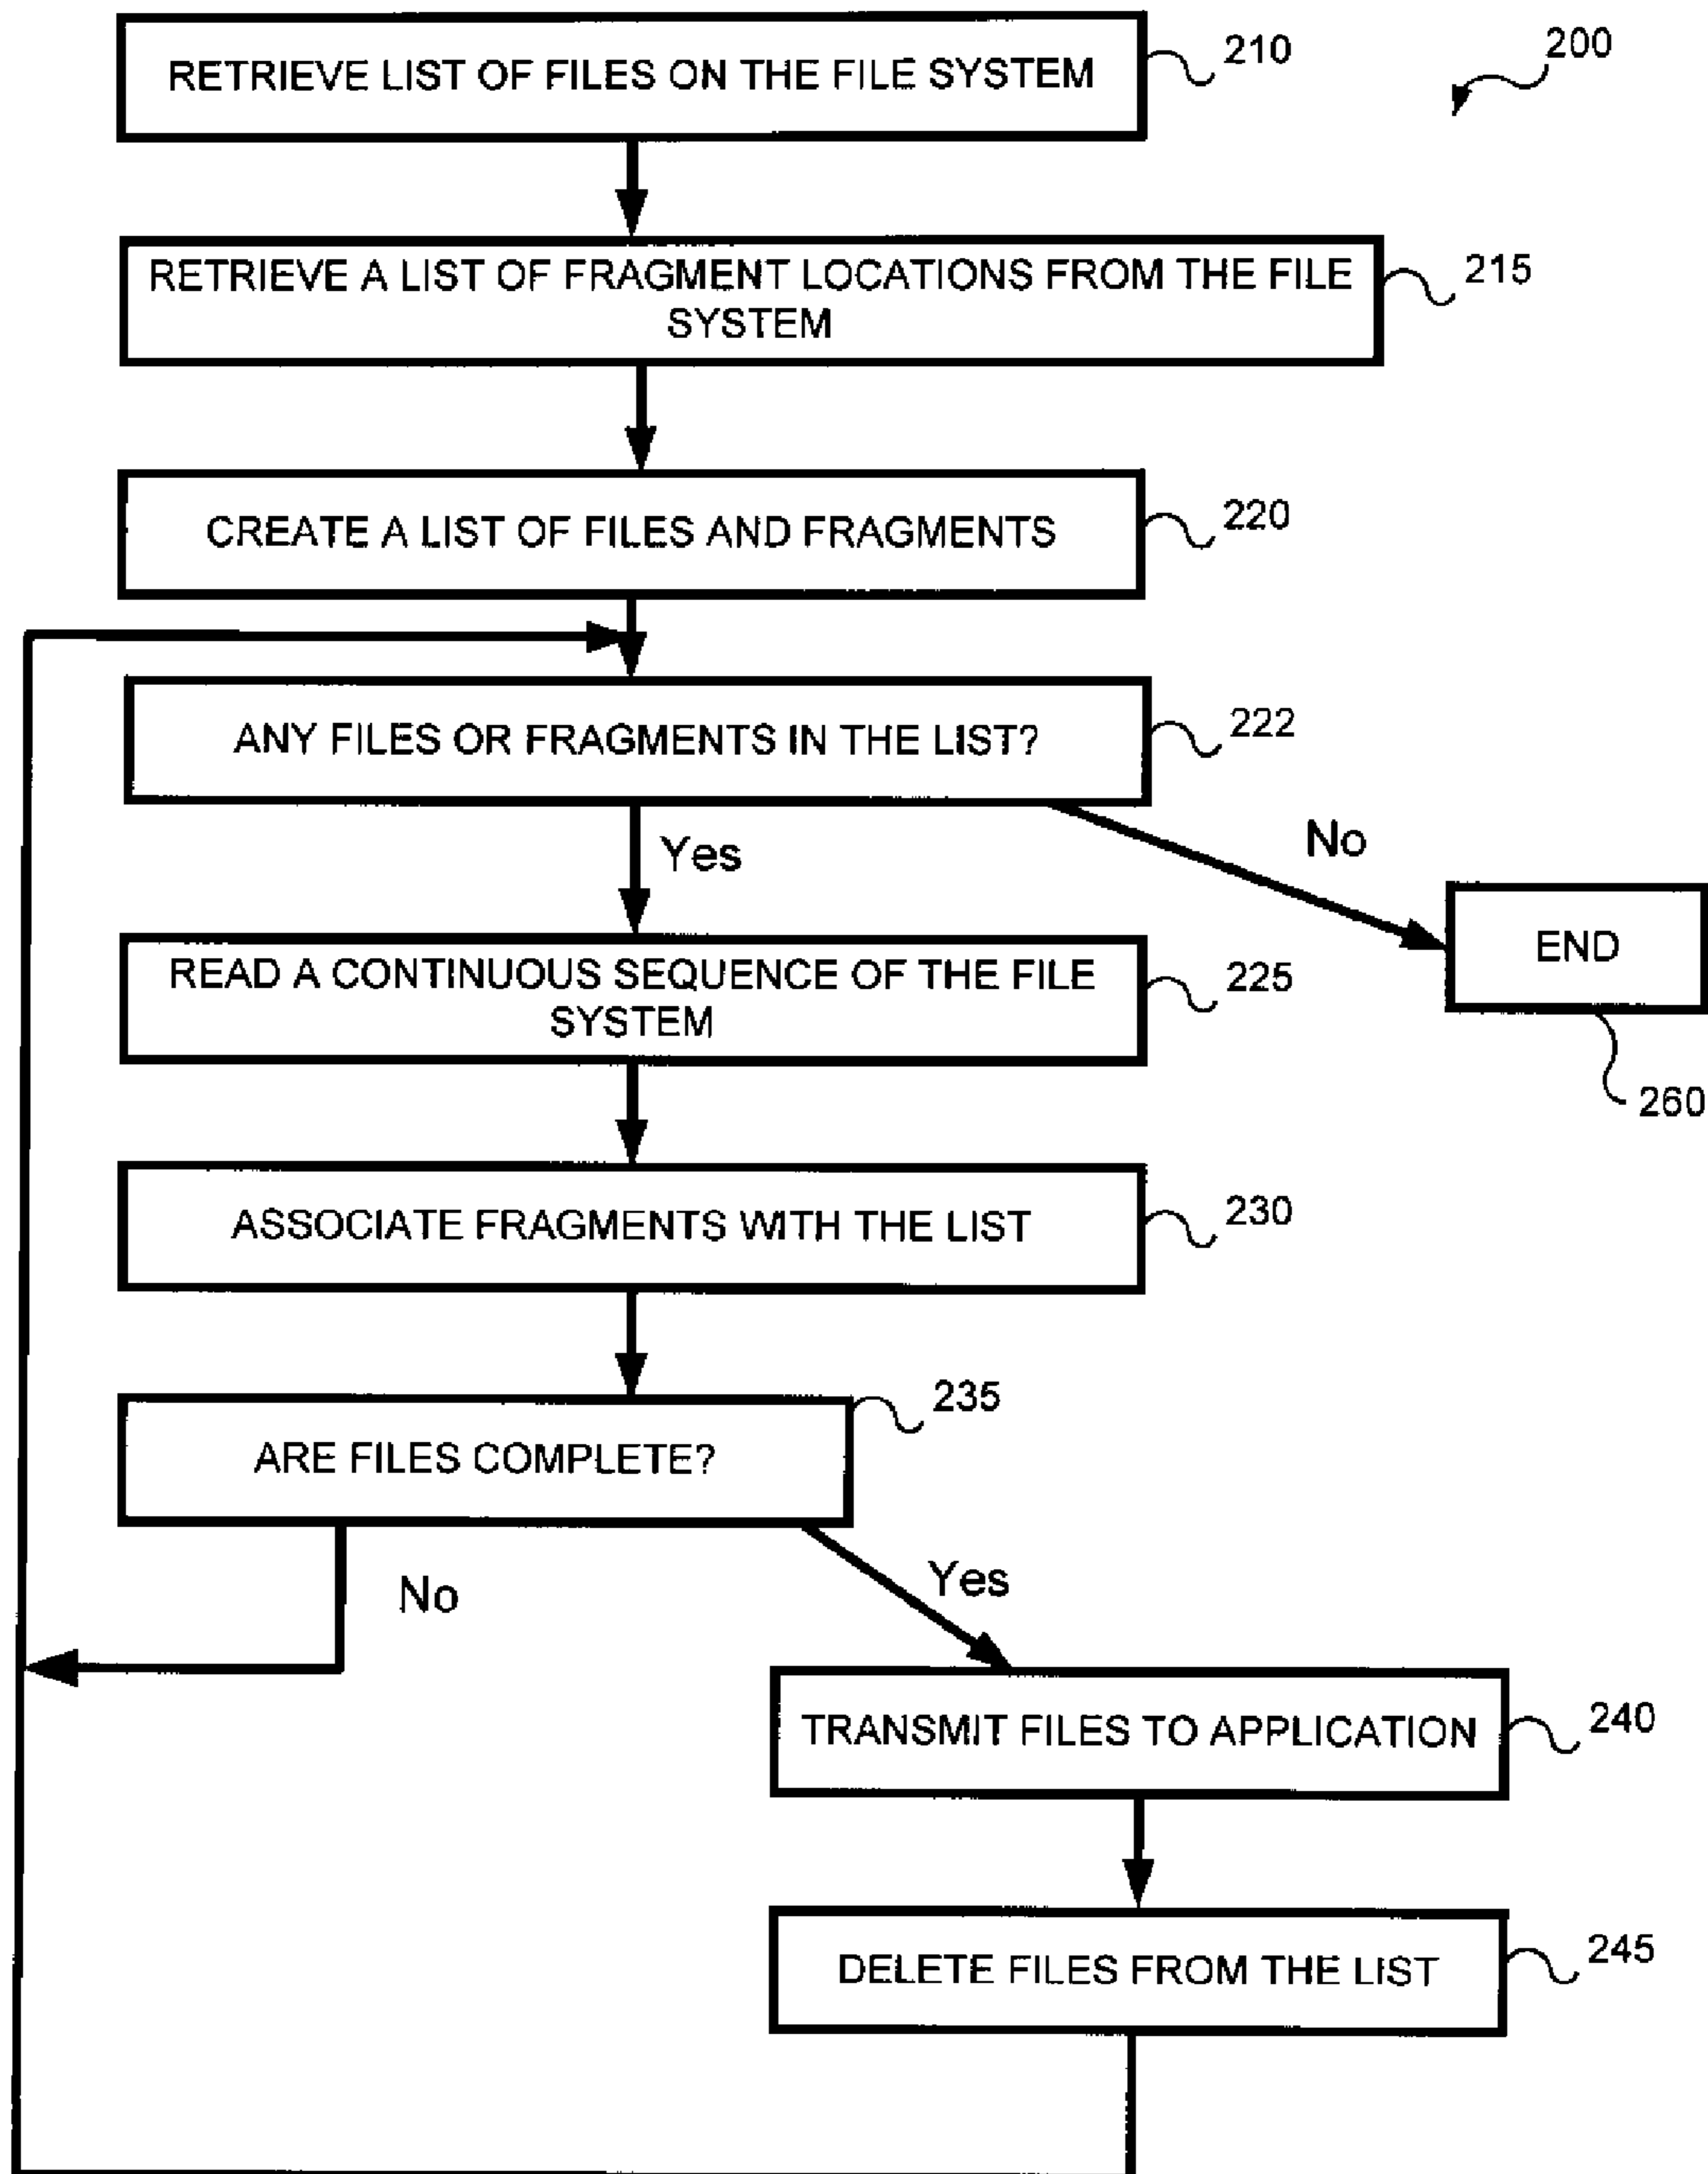 RETRIEVE LIST OF FILES ON THE FILE SYSTEM
210
200
RETRIEVE A LIST OF FRAGMENT LOCATIONS FROM THE FILE
SYSTEM
215
CREATE A LIST OF FILES AND FRAGMENTS
220
ANY FILES OR FRAGMENTS IN THE LIST?
222
Yes
No
READ A CONTINUOUS SEQUENCE OF THE FILE
SYSTEM
225
END
260
ASSOCIATE FRAGMENTS WITH THE LIST
230
ARE FILES COMPLETE?
235
No
Yes
TRANSMIT FILES TO APPLICATION
240
DELETE FILES FROM THE LIST
245